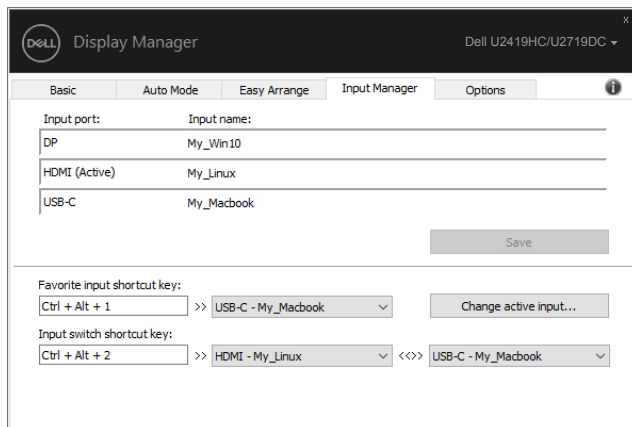 DELL Display Manager Dell U2419HC/U2719DC
x
Basic Auto Mode Easy Arrange Input Manager Options i
Input port: Input name:
DP My_Win10
HDMI (Active) My_Linux
USB-C My_Macbook
Save
Favorite input shortcut key:
Ctrl + Alt + 1 >> USB-C - My_Macbook Change active input...
Input switch shortcut key:
Ctrl + Alt + 2 >> HDMI - My_Linux <<>> USB-C - My_Macbook